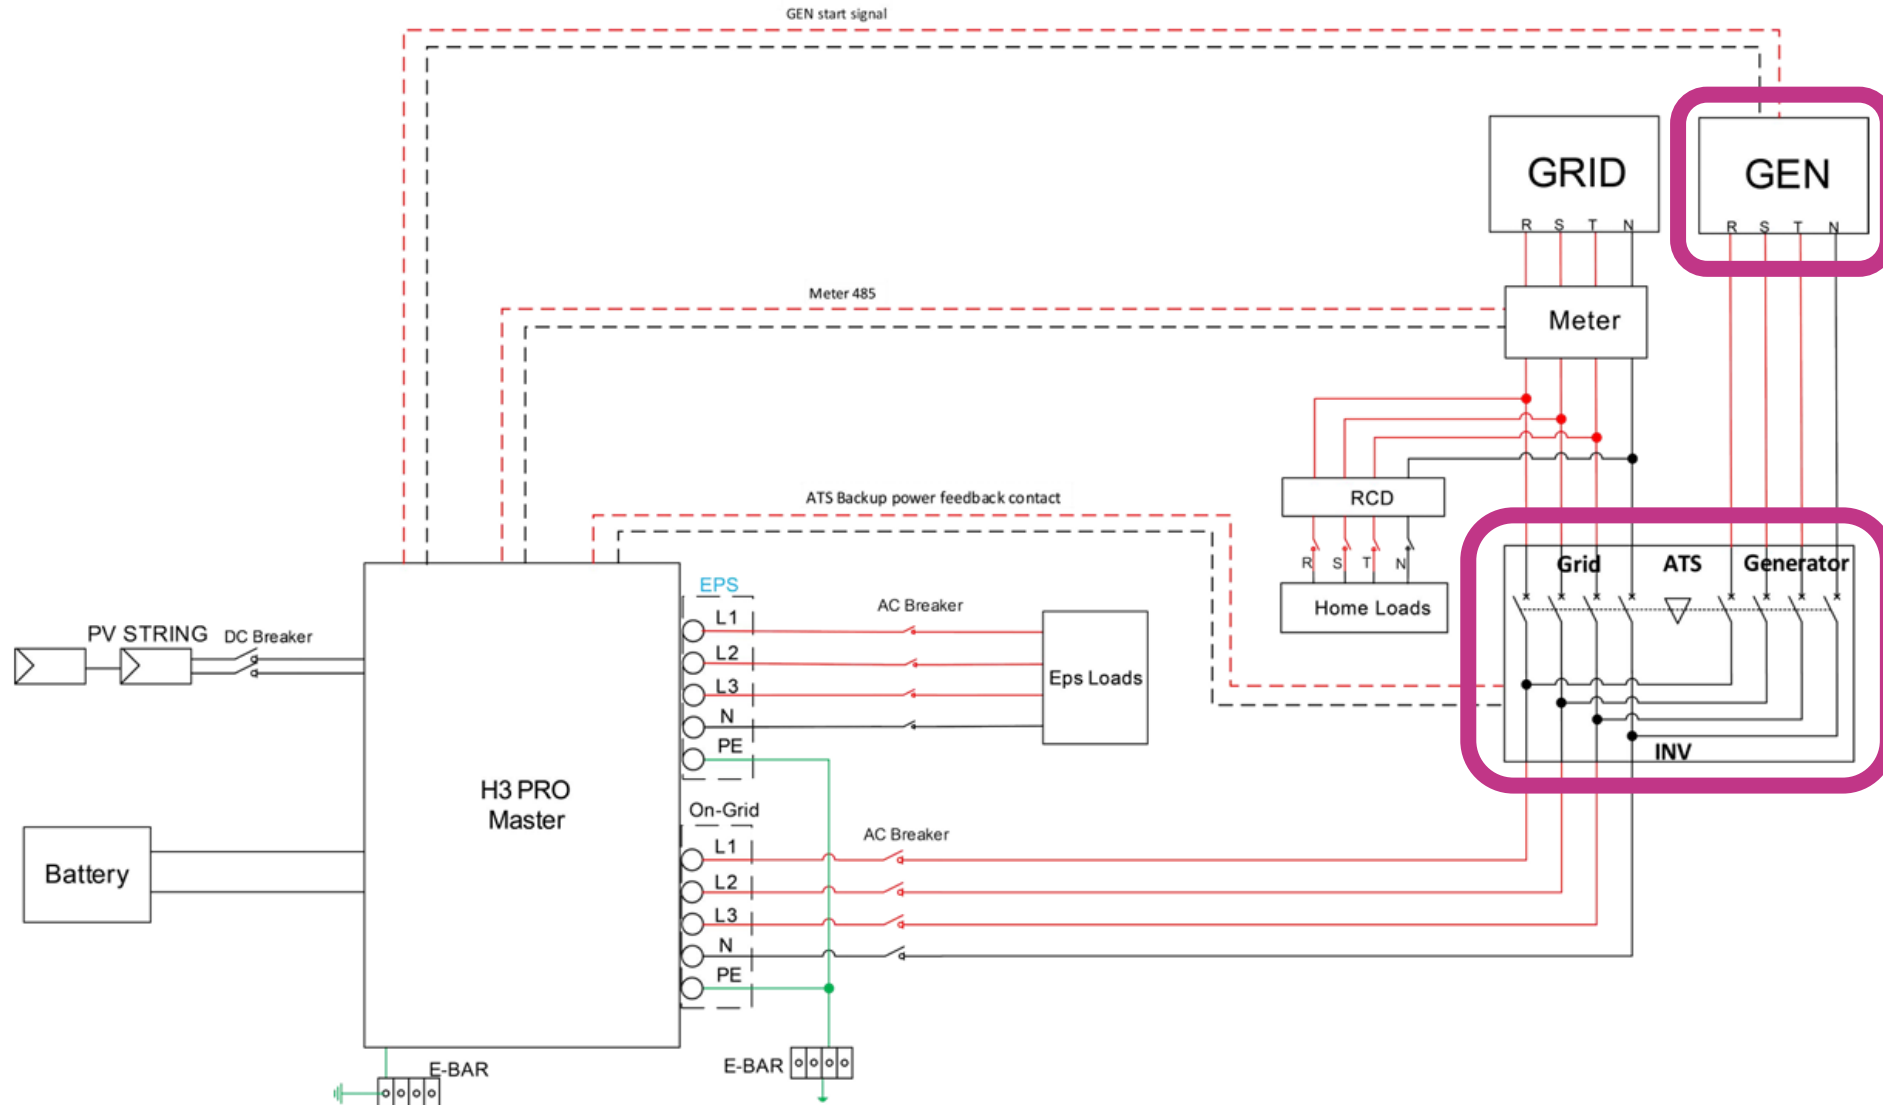 GEN start signal
GRID
R S T N
GEN
R S T N
Meter 485
Meter
ATS Backup power feedback contact
RCD
R S T N
Home Loads
Grid ATS Generator
INV
EPS
L1
L2
L3
N
PE
AC Breaker
Eps Loads
PV STRING
DC Breaker
H3 PRO
Master
Battery
On-Grid
L1
L2
L3
N
PE
AC Breaker
E-BAR
E-BAR